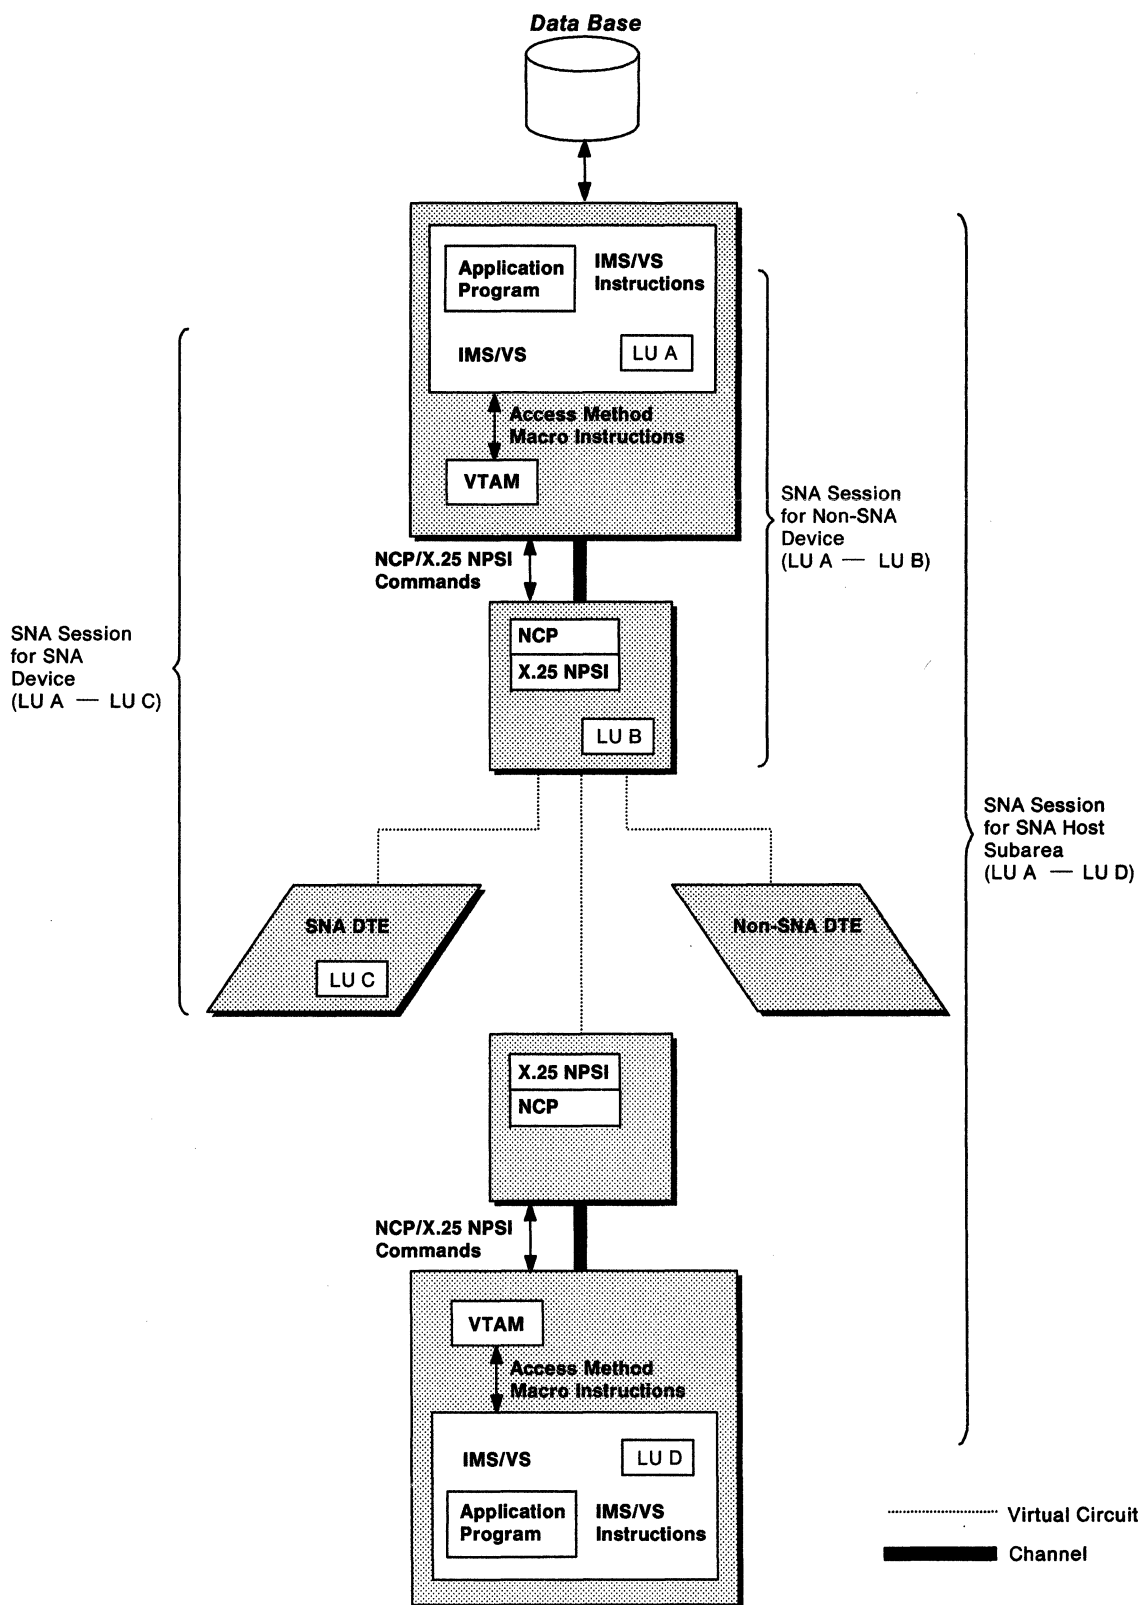 Data Base
Application
Program
IMS/VS
Instructions
IMS/VS
LU A
Access Method
Macro Instructions
VTAM
SNA Session
for Non-SNA
Device
(LU A — LU B)
NCP/X.25 NPSI
Commands
SNA Session
for SNA
Device
(LU A — LU C)
NCP
X.25 NPSI
LU B
SNA Session
for SNA Host
Subarea
(LU A — LU D)
SNA DTE
LU C
Non-SNA DTE
X.25 NPSI
NCP
NCP/X.25 NPSI
Commands
VTAM
Access Method
Macro Instructions
IMS/VS
LU D
Application
Program
IMS/VS
Instructions
Virtual Circuit
Channel